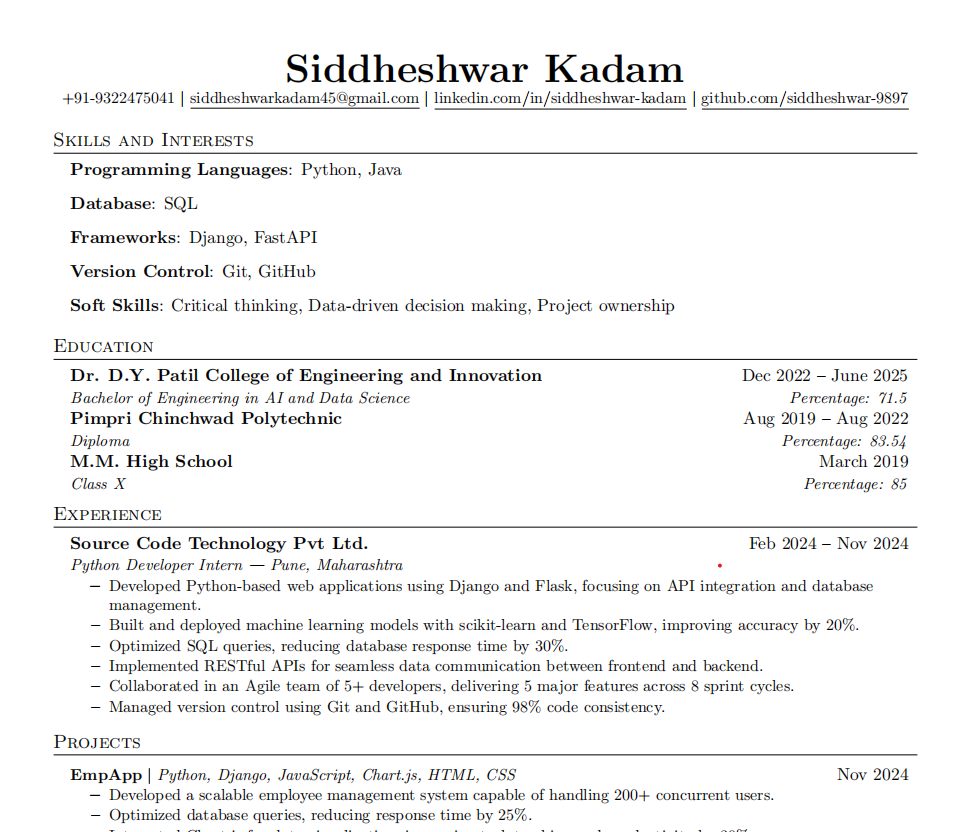 Siddheshwar Kadam
+91-9322475041 | siddheshwarkadam45@gmail.com | linkedin.com/in/siddheshwar-kadam | github.com/siddheshwar-9897
Skills and Interests
Programming Languages: Python, Java
Database: SQL
Frameworks: Django, FastAPI
Version Control: Git, GitHub
Soft Skills: Critical thinking, Data-driven decision making, Project ownership
Education
Dr. D.Y. Patil College of Engineering and Innovation Dec 2022 – June 2025
Bachelor of Engineering in AI and Data Science Percentage: 71.5
Pimpri Chinchwad Polytechnic Aug 2019 – Aug 2022
Diploma Percentage: 83.54
M.M. High School March 2019
Class X Percentage: 85
Experience
Source Code Technology Pvt Ltd. Feb 2024 – Nov 2024
Python Developer Intern — Pune, Maharashtra
– Developed Python-based web applications using Django and Flask, focusing on API integration and database
management.
– Built and deployed machine learning models with scikit-learn and TensorFlow, improving accuracy by 20%.
– Optimized SQL queries, reducing database response time by 30%.
– Implemented RESTful APIs for seamless data communication between frontend and backend.
– Collaborated in an Agile team of 5+ developers, delivering 5 major features across 8 sprint cycles.
– Managed version control using Git and GitHub, ensuring 98% code consistency.
Projects
EmpApp | Python, Django, JavaScript, Chart.js, HTML, CSS Nov 2024
– Developed a scalable employee management system capable of handling 200+ concurrent users.
– Optimized database queries, reducing response time by 25%.